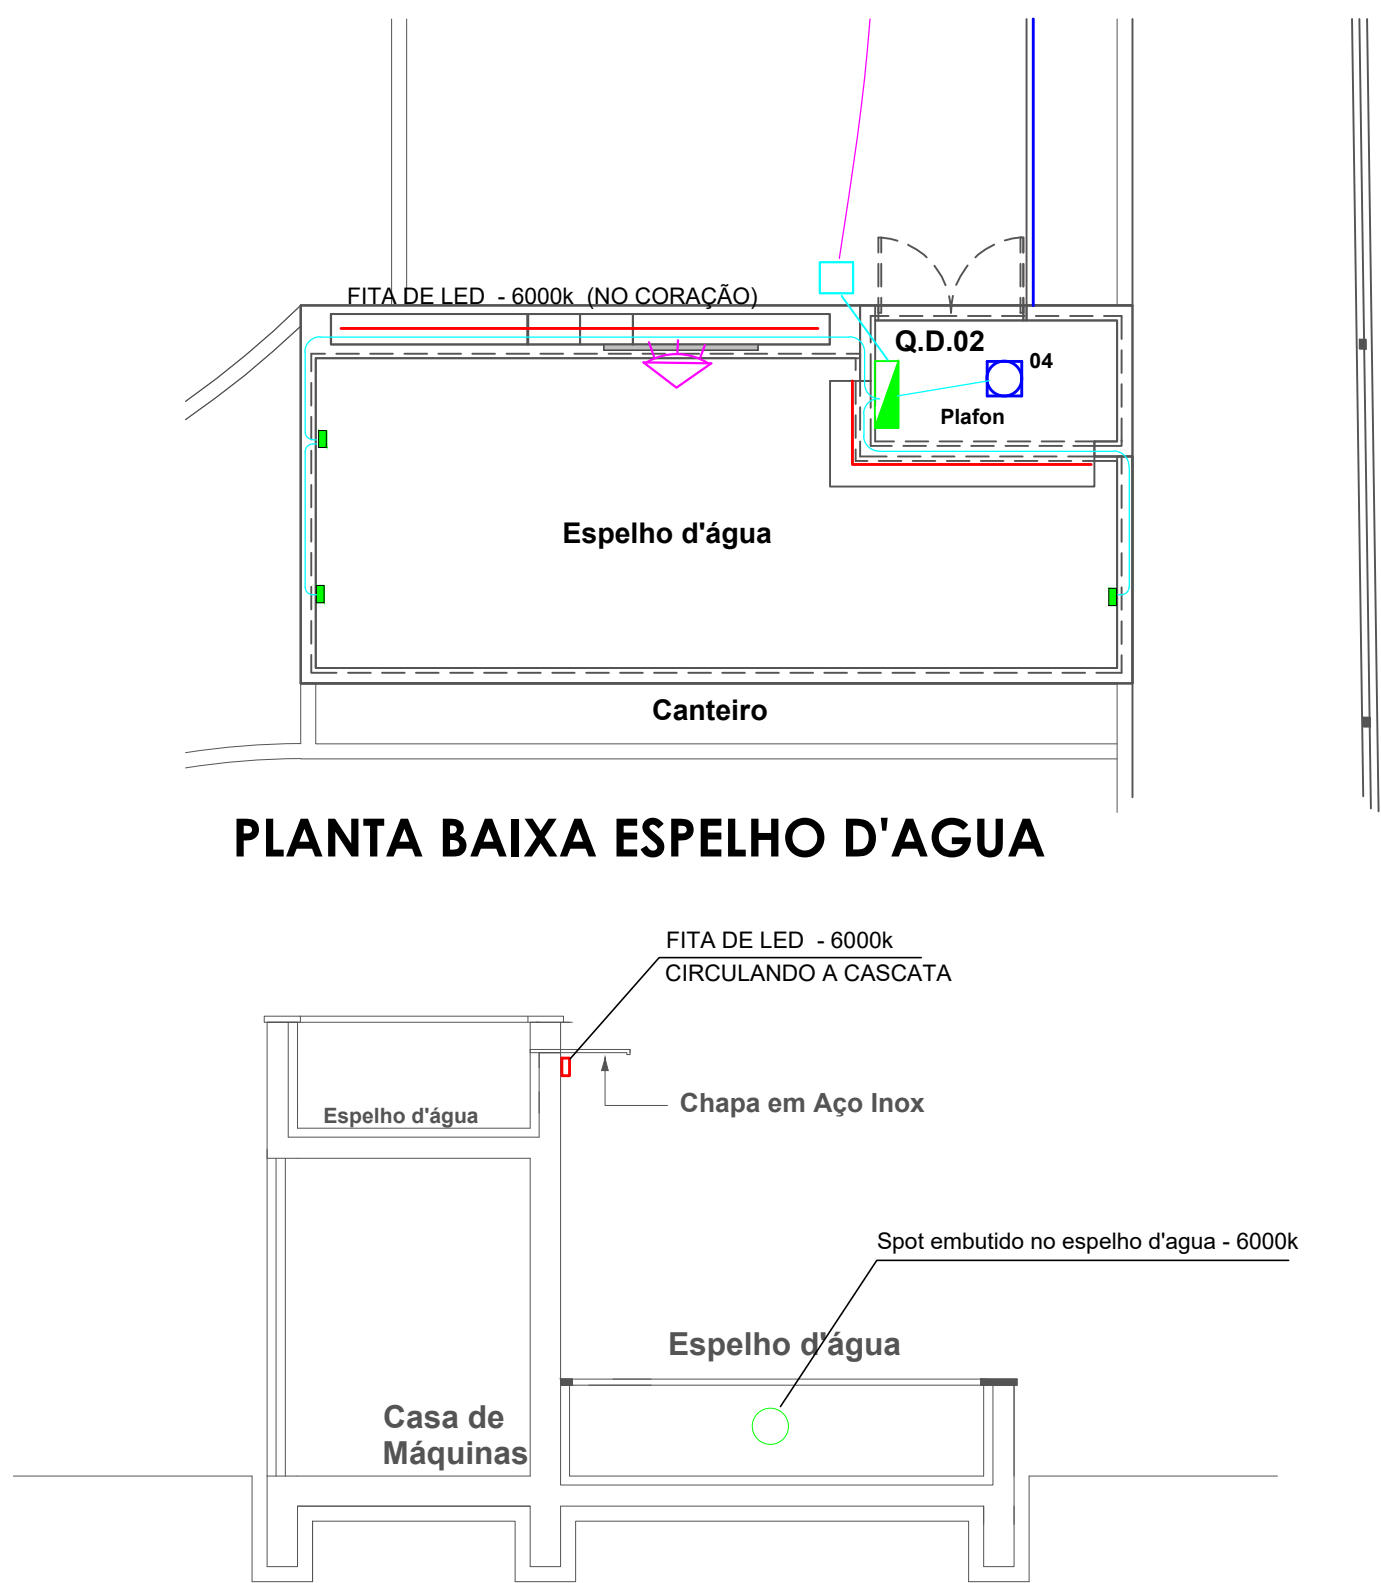 FITA DE LED - 6000k (NO CORAÇÃO)
Q.D.02
04
Plafon
Espelho d'água
Canteiro
PLANTA BAIXA ESPELHO D'AGUA
FITA DE LED - 6000k
CIRCULANDO A CASCATA
Chapa em Aço Inox
Espelho d'água
Spot embutido no espelho d'agua - 6000k
Espelho d'água
Casa de
Máquinas